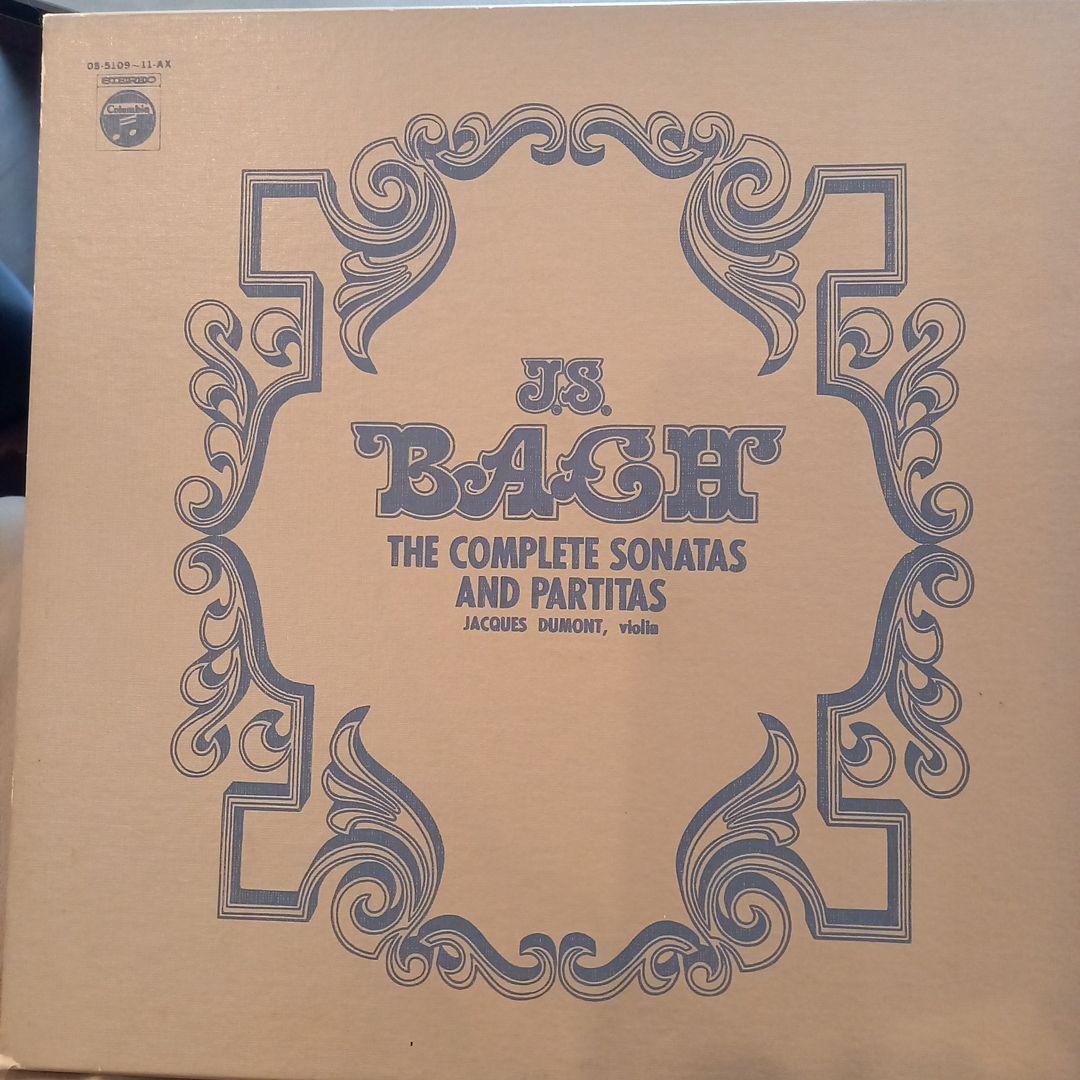 OS-5109~11-AX
STEREO
Columbia
J.S.
BACH
THE COMPLETE SONATAS
AND PARTITAS
JACQUES DUMONT, violin